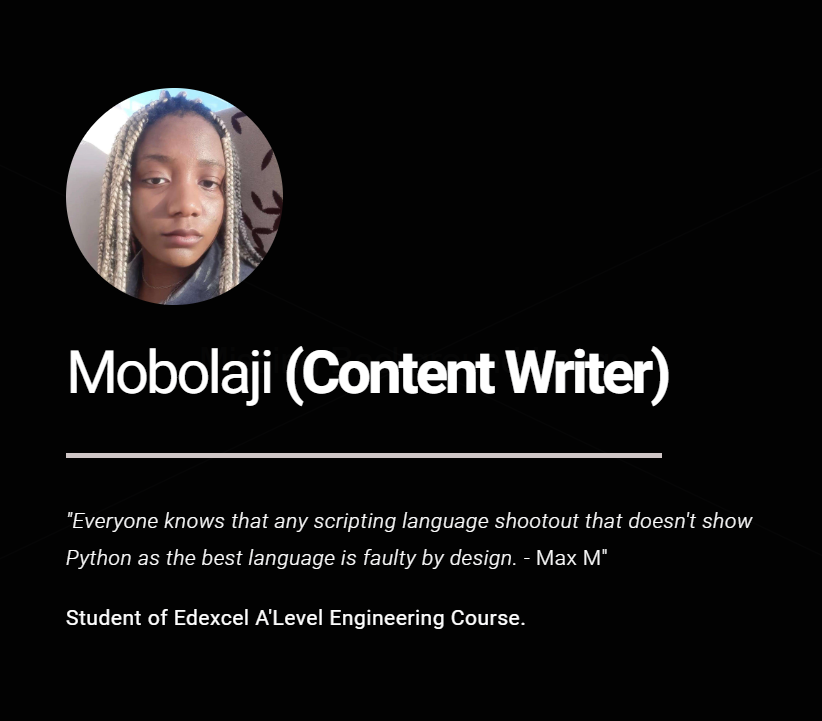 Mobolaji (Content Writer)
"Everyone knows that any scripting language shootout that doesn't show
Python as the best language is faulty by design. - Max M"
Student of Edexcel A'Level Engineering Course.